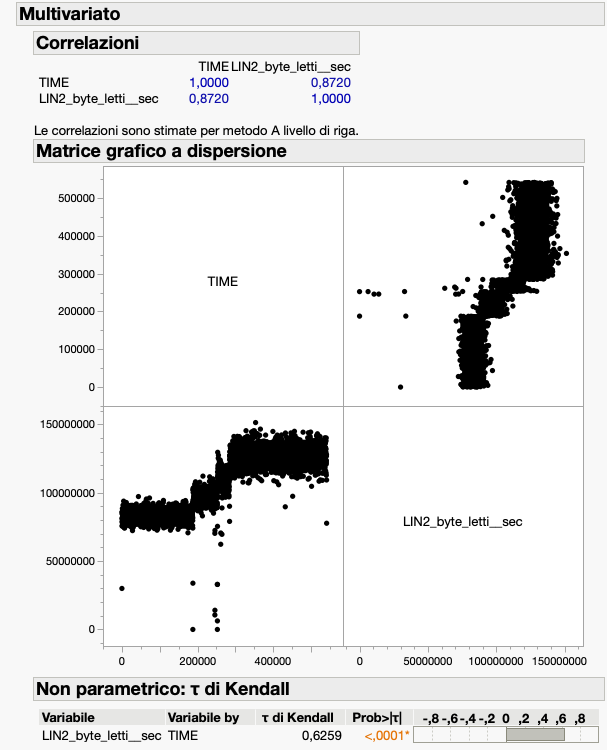 Multivariato
Correlazioni
TIME LIN2_byte_letti__sec
TIME 1,0000 0,8720
LIN2_byte_letti__sec 0,8720 1,0000
Le correlazioni sono stimate per metodo A livello di riga.
Matrice grafico a dispersione
500000
400000
300000
200000
100000
0
TIME
150000000
100000000
50000000
0
LIN2_byte_letti__sec
0 200000 400000 0 50000000 100000000 150000000
Non parametrico: τ di Kendall
Variabile Variabile by τ di Kendall Prob>|τ| -,8 -,6 -,4 -,2 0 ,2 ,4 ,6 ,8
LIN2_byte_letti__sec TIME 0,6259 <,0001*